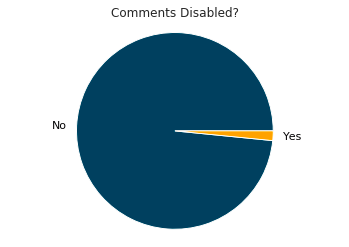 Comments Disabled?
No
Yes